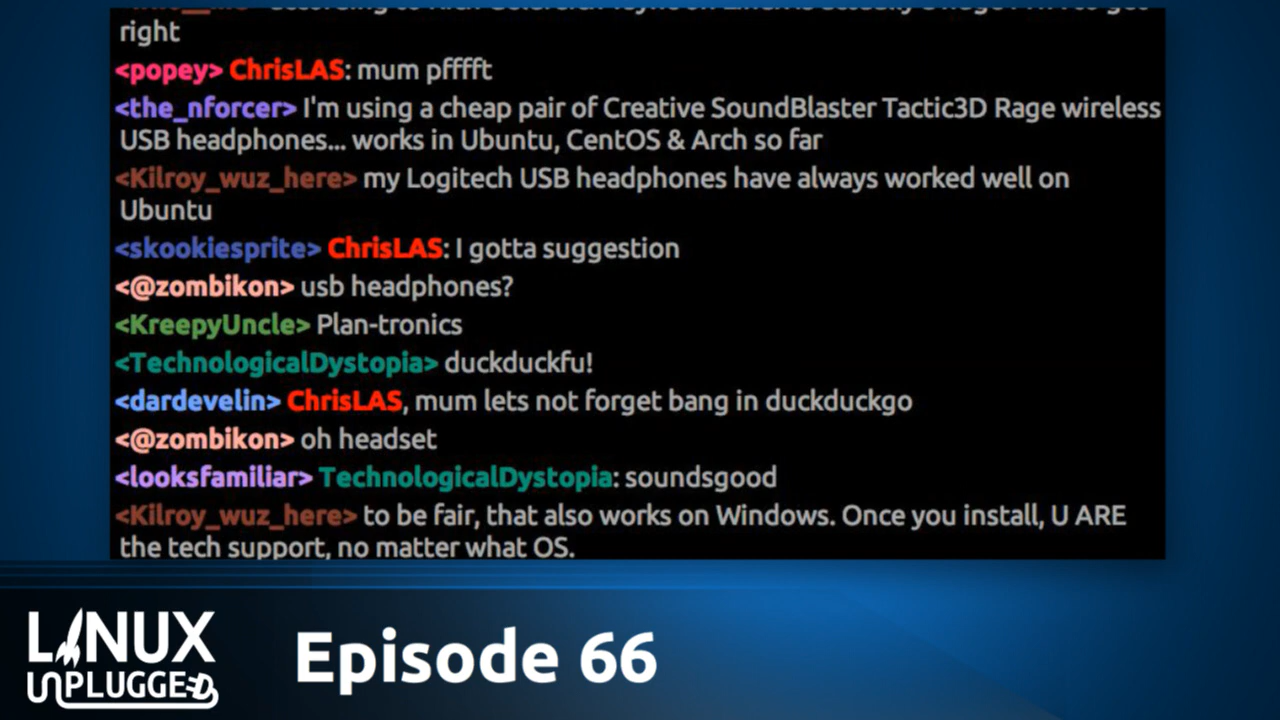 right
<popey> ChrisLAS: mum pfffft
<the_nforcer> I'm using a cheap pair of Creative SoundBlaster Tactic3D Rage wireless
USB headphones... works in Ubuntu, CentOS & Arch so far
<Kilroy_wuz_here> my Logitech USB headphones have always worked well on
Ubuntu
<skookiesprite> ChrisLAS: I gotta suggestion
<@zombikon> usb headphones?
<KreepyUncle> Plan-tronics
<TechnologicalDystopia> duckduckfu!
<dardevelin> ChrisLAS, mum lets not forget bang in duckduckgo
<@zombikon> oh headset
<looksfamiliar> TechnologicalDystopia: soundsgood
<Kilroy_wuz_here> to be fair, that also works on Windows. Once you install, U ARE
the tech support, no matter what OS.
LINUX
UNPLUGGED
Episode 66